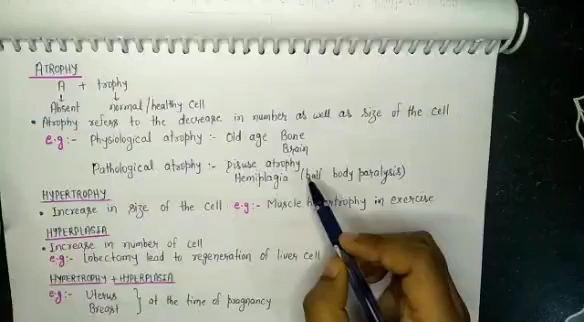 ATROPHY
A + trophy
Absent normal/healthy cell
• Atrophy refers to the decrease in number as well as size of the cell
e.g:- Physiological atrophy:- Old age Bone
Brain
Pathological atrophy:- Disuse atrophy
Hemiplagia (half body paralysis)
HYPERTROPHY
• Increase in size of the cell e.g:- Muscle hypertrophy in exercise
HYPERPLASIA
• Increase in number of cell
e.g:- Lobectomy lead to regeneration of liver cell
HYPERTROPHY + HYPERPLASIA
e.g:- Uterus
Breast } at the time of pregnancy